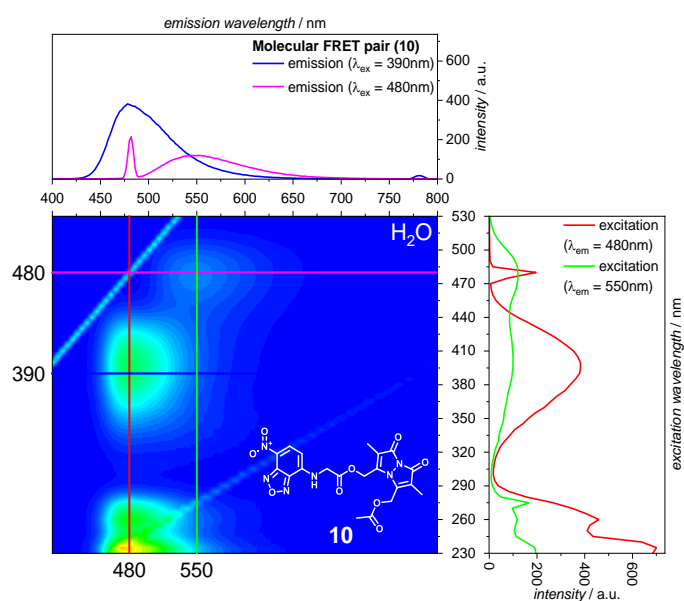 emission wavelength / nm
Molecular FRET pair (10)
emission (λex = 390nm)
emission (λex = 480nm)
600
400
200
0
intensity / a.u.
400 450 500 550 600 650 700 750 800
H2O
480
390
480 550
N
O-
O
N+
N O N
N
H
O
O
O
O
N
O
O
10
530
500
470
440
410
380
350
320
290
260
230
excitation
(λem = 480nm)
excitation
(λem = 550nm)
excitation wavelength / nm
0 200 400 600
intensity / a.u.